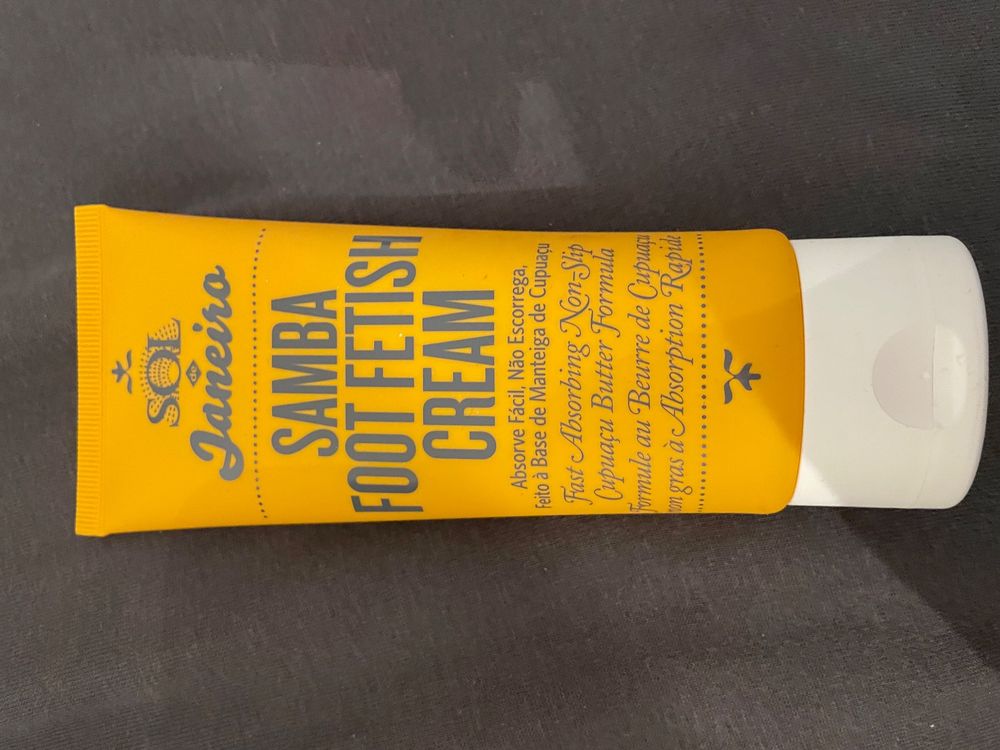 SOL
de
Janeiro
SAMBA
FOOT FETISH
CREAM
Absorve Fácil, Não Escorrega,
Feito à Base de Manteiga de Cupuaçu
Fast Absorbing Non-Slip
Cupuaçu Butter Formula
Formule au Beurre de Cupuaçu
non gras à Absorption Rapide